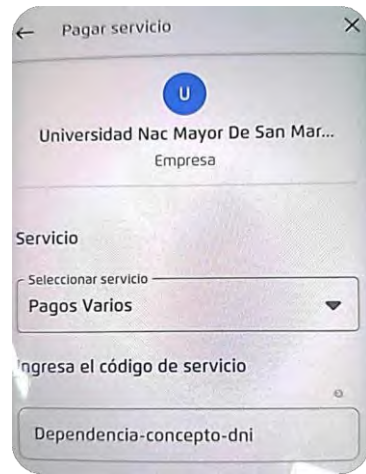 ← Pagar servicio ×
U
Universidad Nac Mayor De San Mar...
Empresa
Servicio
Seleccionar servicio
Pagos Varios
ngresa el código de servicio
Dependencia-concepto-dni